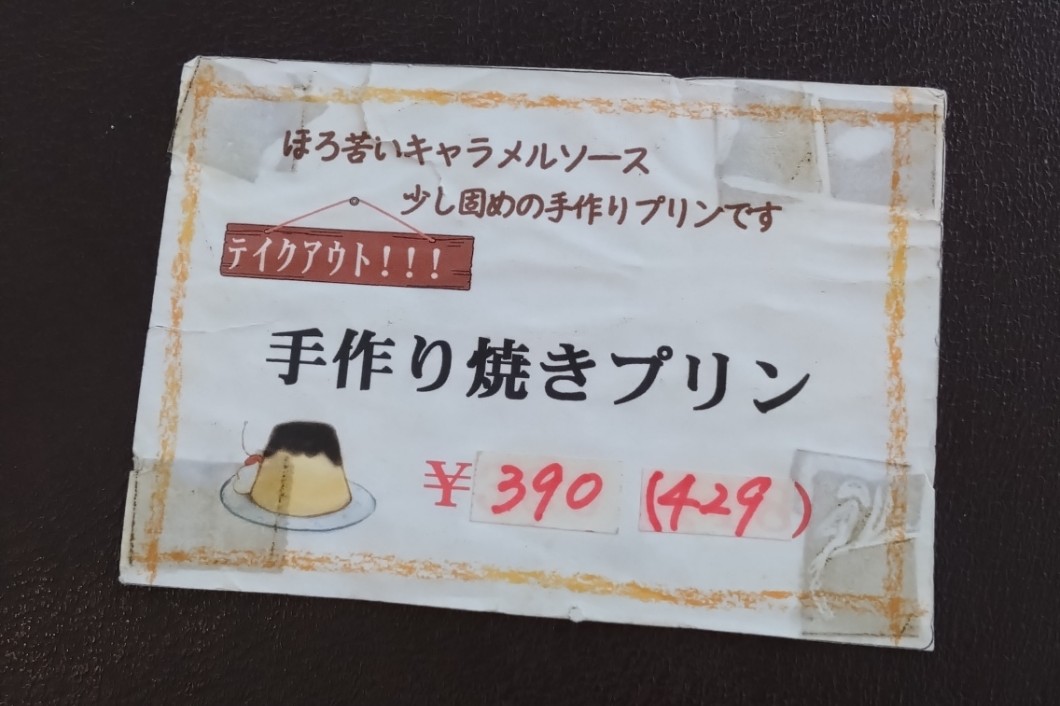 ほろ苦いキャラメルソース
少し固めの手作りプリンです
テイクアウト！！！
手作り焼きプリン
¥ 390 (429)